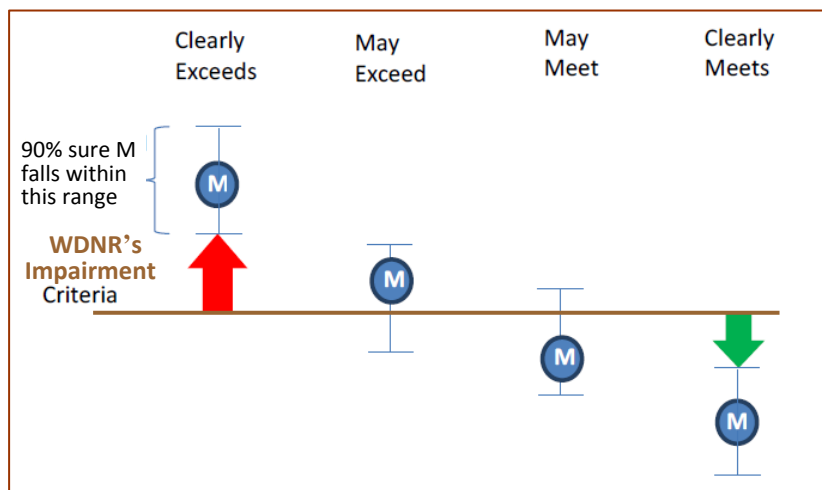 Clearly
Exceeds
May
Exceed
May
Meet
Clearly
Meets
90% sure M
falls within
this range
M
WDNR’s
Impairment
Criteria
M
M
M